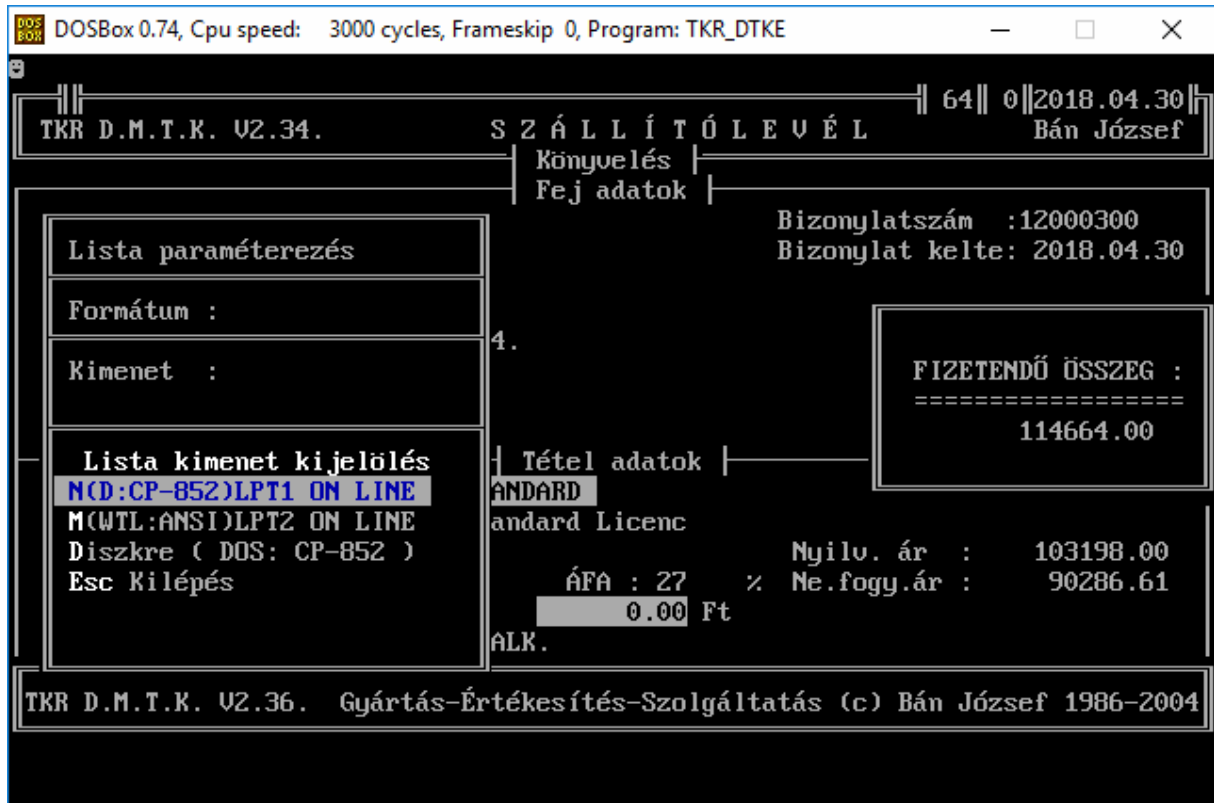 DOSBox 0.74, Cpu speed: 3000 cycles, Frameskip 0, Program: TKR_DTKE
64 0 2018.04.30
TKR D.M.T.K. V2.34. S Z Á L L Í T Ó L E V É L Bán József
Könyvelés
Fej adatok
Bizonylatszám :12000300
Lista paraméterezés Bizonylat kelte: 2018.04.30
Formátum :
4.
Kimenet : FIZETENDŐ ÖSSZEG :
==================
114664.00
Lista kimenet kijelölés Tétel adatok
N(D:CP-852)LPT1 ON LINE ANDARD
M(WTL:ANSI)LPT2 ON LINE andard Licenc
Diszkre ( DOS: CP-852 ) Nyilv. ár : 103198.00
Esc Kilépés ÁFA : 27 % Ne.fogy.ár : 90286.61
0.00 Ft
ALK.
TKR D.M.T.K. V2.36. Gyártás-Értékesítés-Szolgáltatás (c) Bán József 1986-2004